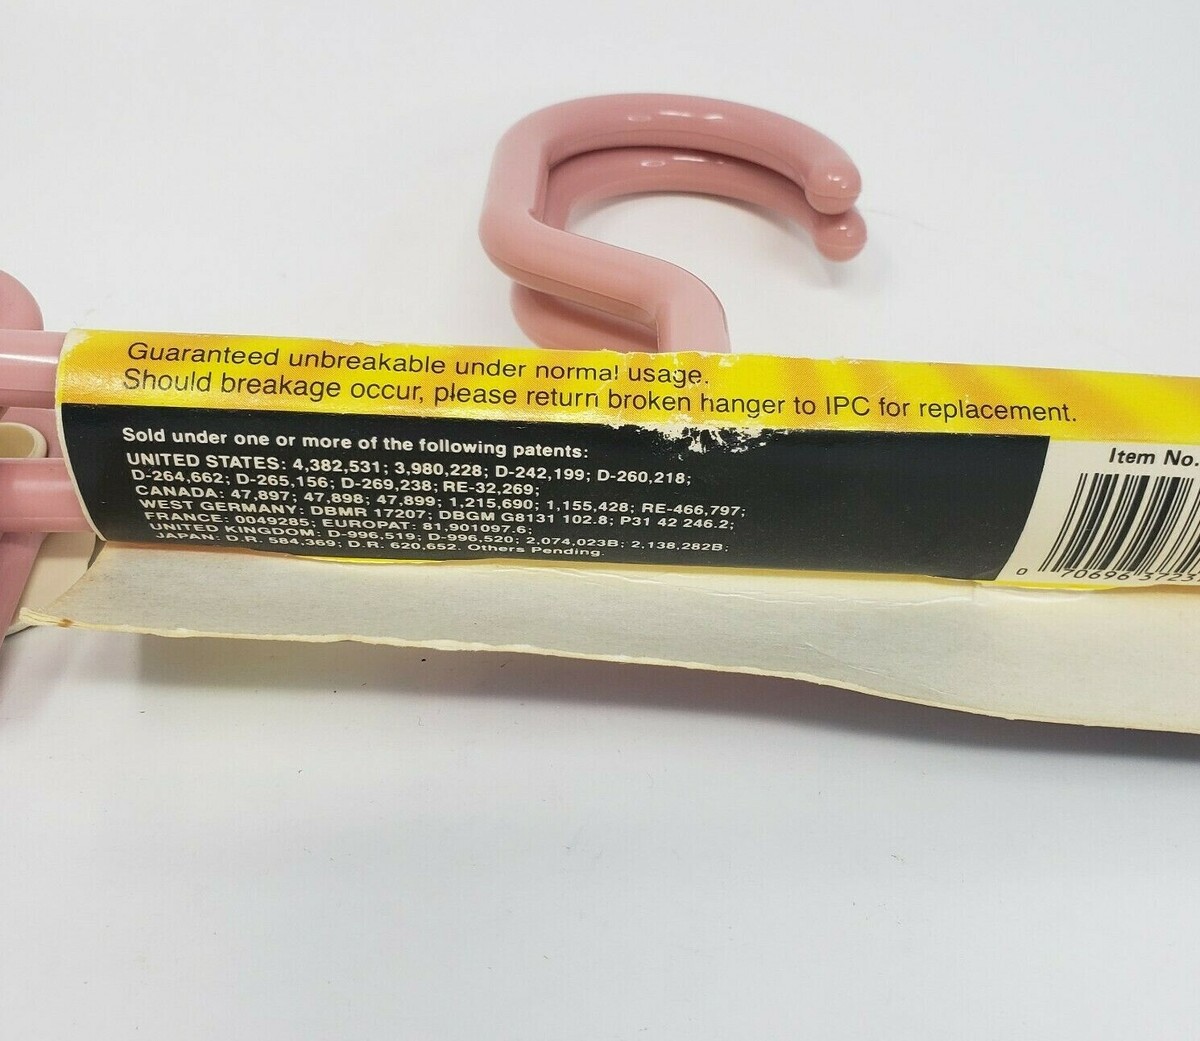 Guaranteed unbreakable under normal usage.
Should breakage occur, please return broken hanger to IPC for replacement.
Sold under one or more of the following patents:
UNITED STATES: 4,382,531; 3,980,228; D-242,199; D-260,218;
D-264,662; D-265,156; D-269,238; RE-32,269;
CANADA: 47,897; 47,898; 47,899; 1,215,690; 1,155,428; RE-466,797;
WEST GERMANY: DBMR 17207; DBGM G8131 102.8; P31 42 246.2;
FRANCE: 0049285; EUROPAT: 81,901097.6;
UNITED KINGDOM: D-996,519; D-996,520; 2,074,023B; 2,138,282B;
JAPAN: D.R. 584,369; D.R. 620,652. Others Pending.
Item No.
0 70696 3723